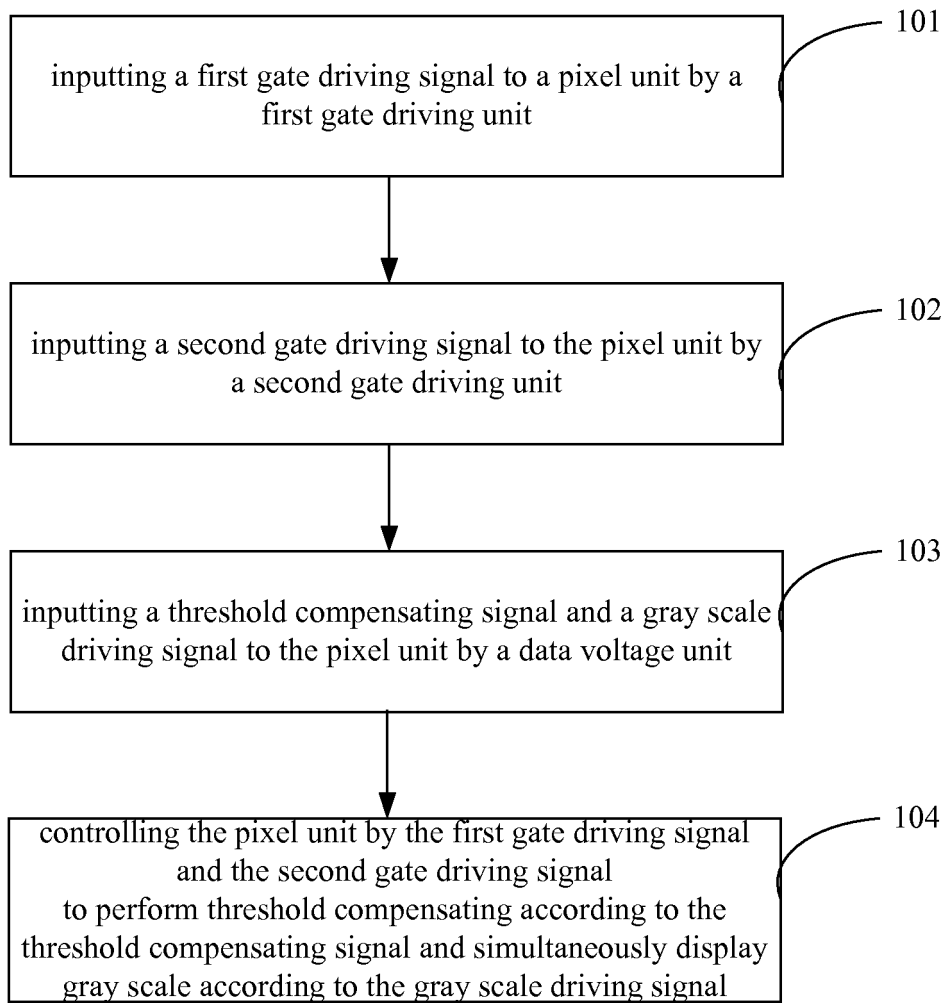 101
inputting a first gate driving signal to a pixel unit by a
first gate driving unit
102
inputting a second gate driving signal to the pixel unit by
a second gate driving unit
103
inputting a threshold compensating signal and a gray scale
driving signal to the pixel unit by a data voltage unit
104
controlling the pixel unit by the first gate driving signal
and the second gate driving signal
to perform threshold compensating according to the
threshold compensating signal and simultaneously display
gray scale according to the gray scale driving signal